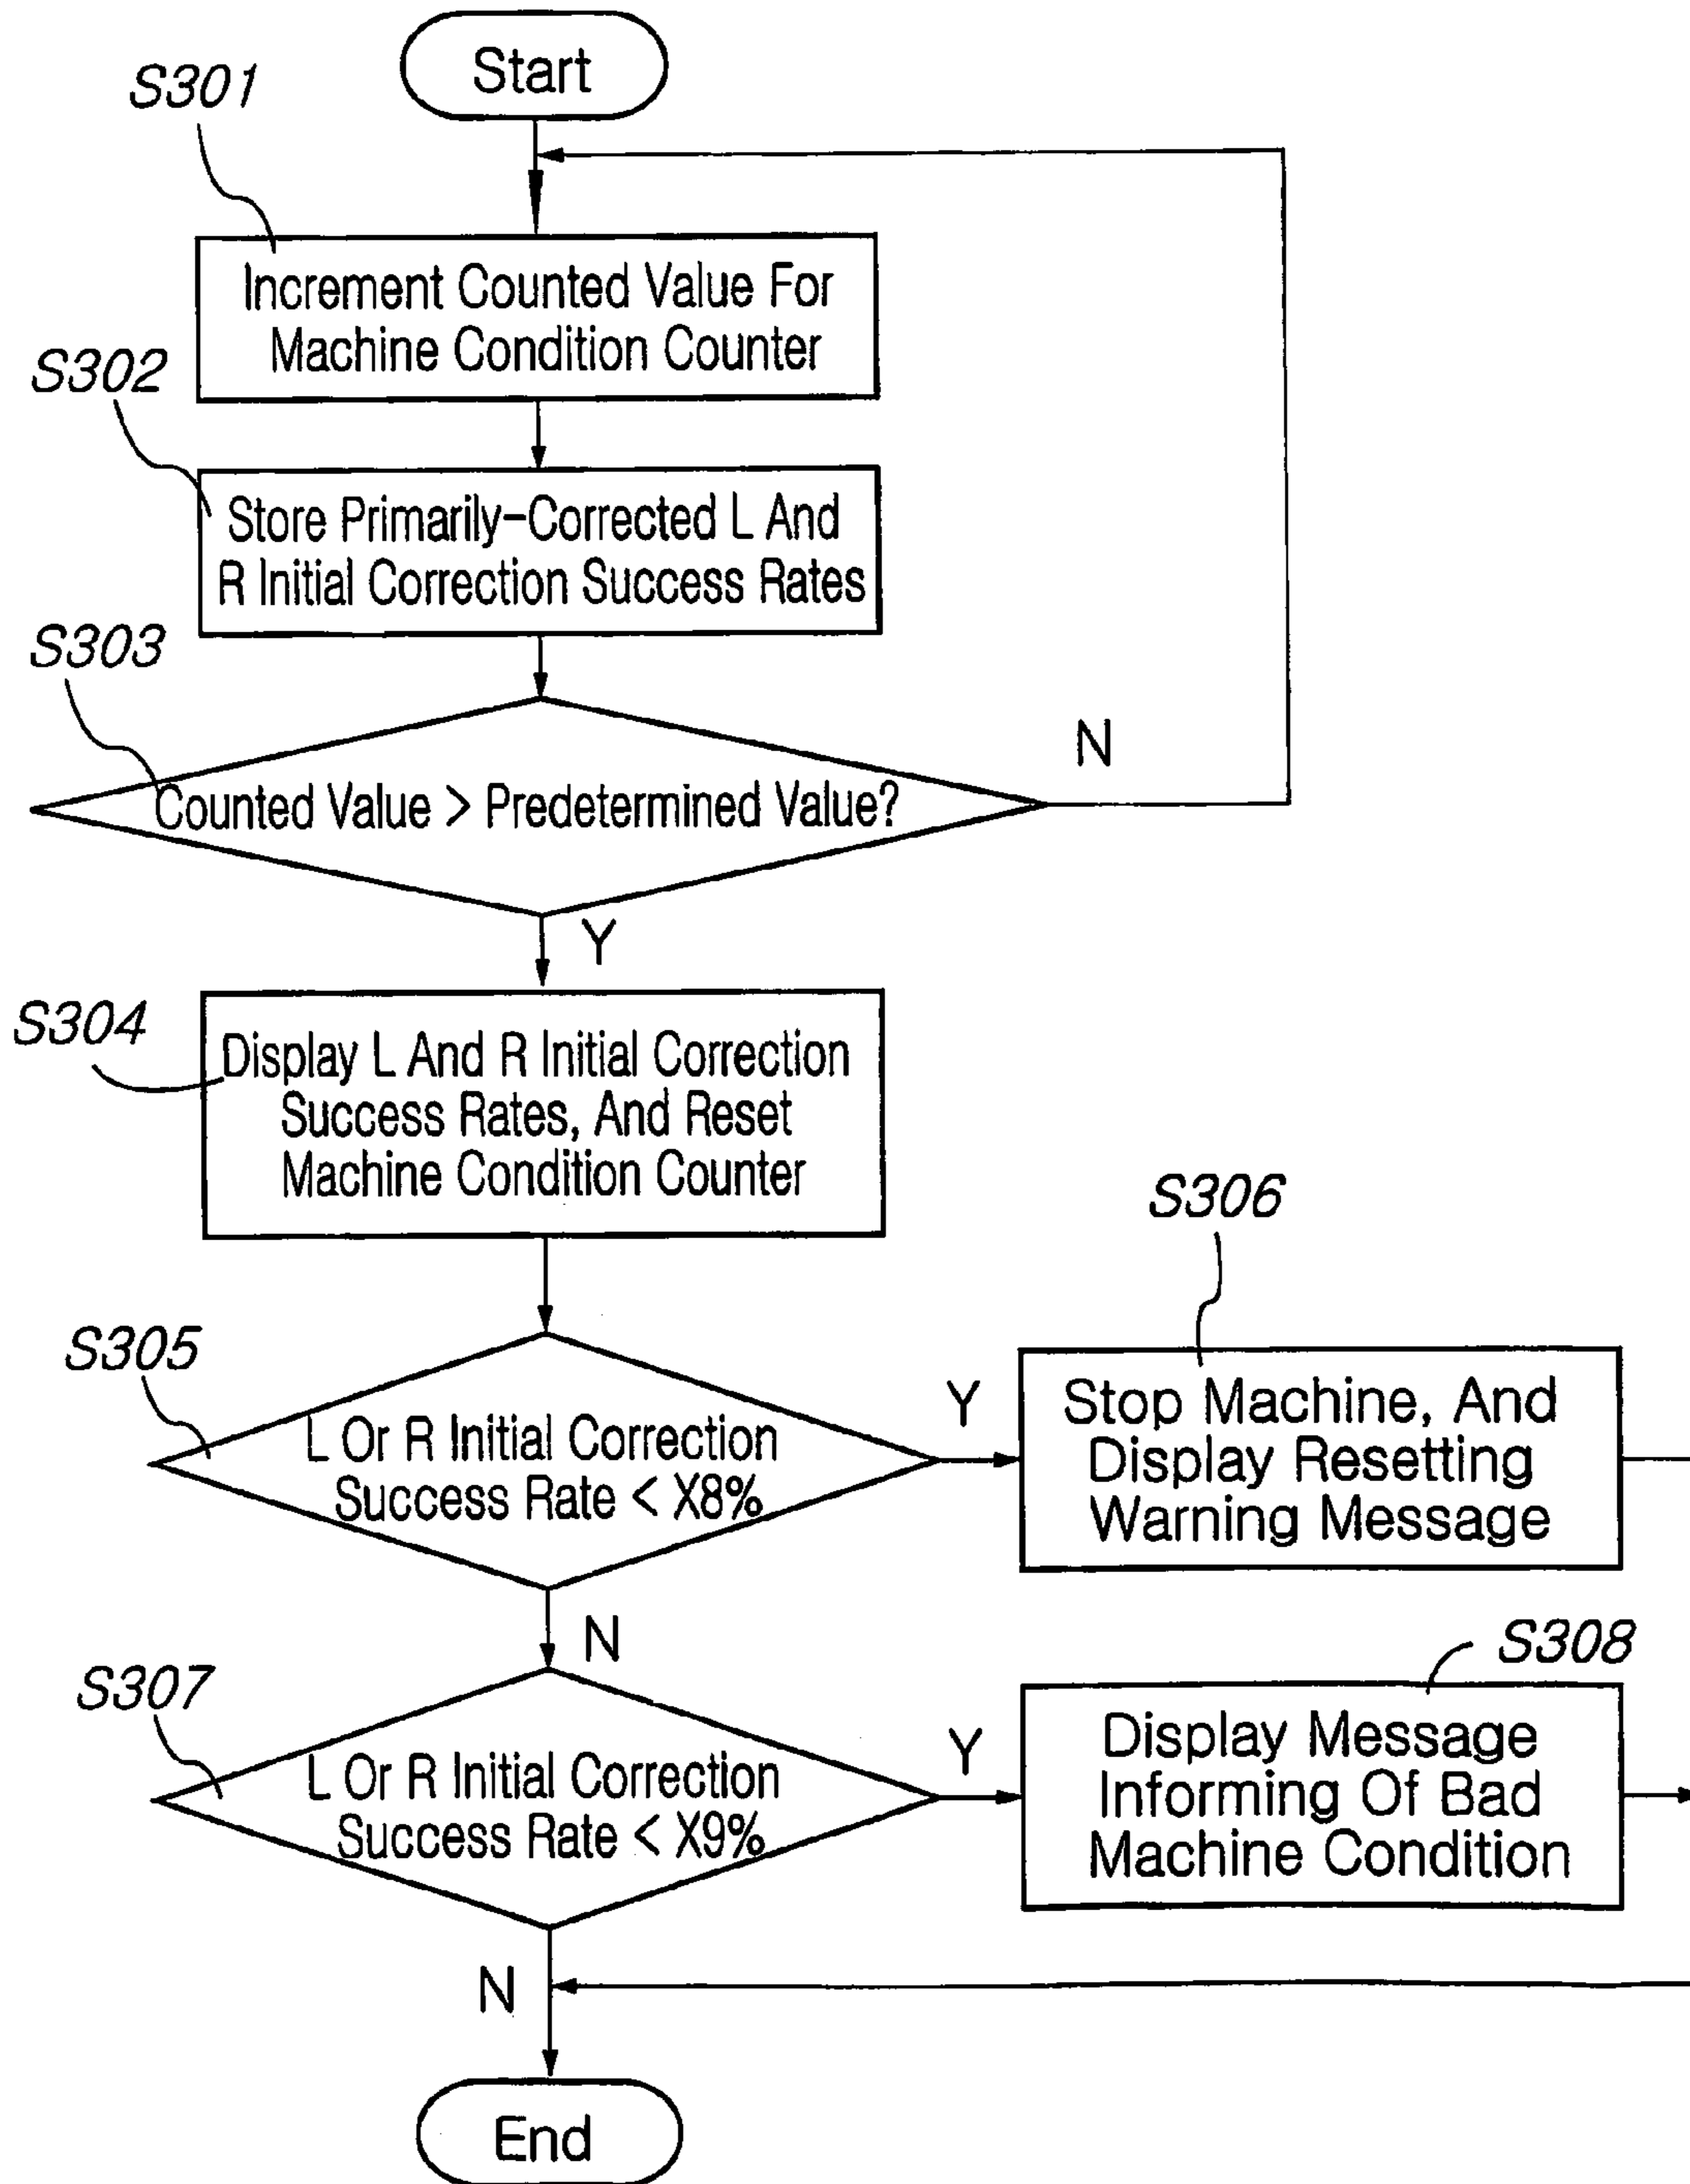 Start
S301
Increment Counted Value For
Machine Condition Counter
S302
Store Primarily-Corrected L And
R Initial Correction Success Rates
S303
Counted Value > Predetermined Value?
N
Y
S304
Display L And R Initial Correction
Success Rates, And Reset
Machine Condition Counter
S305
L Or R Initial Correction
Success Rate < X8%
Y
S306
Stop Machine, And
Display Resetting
Warning Message
N
S307
L Or R Initial Correction
Success Rate < X9%
Y
S308
Display Message
Informing Of Bad
Machine Condition
N
End